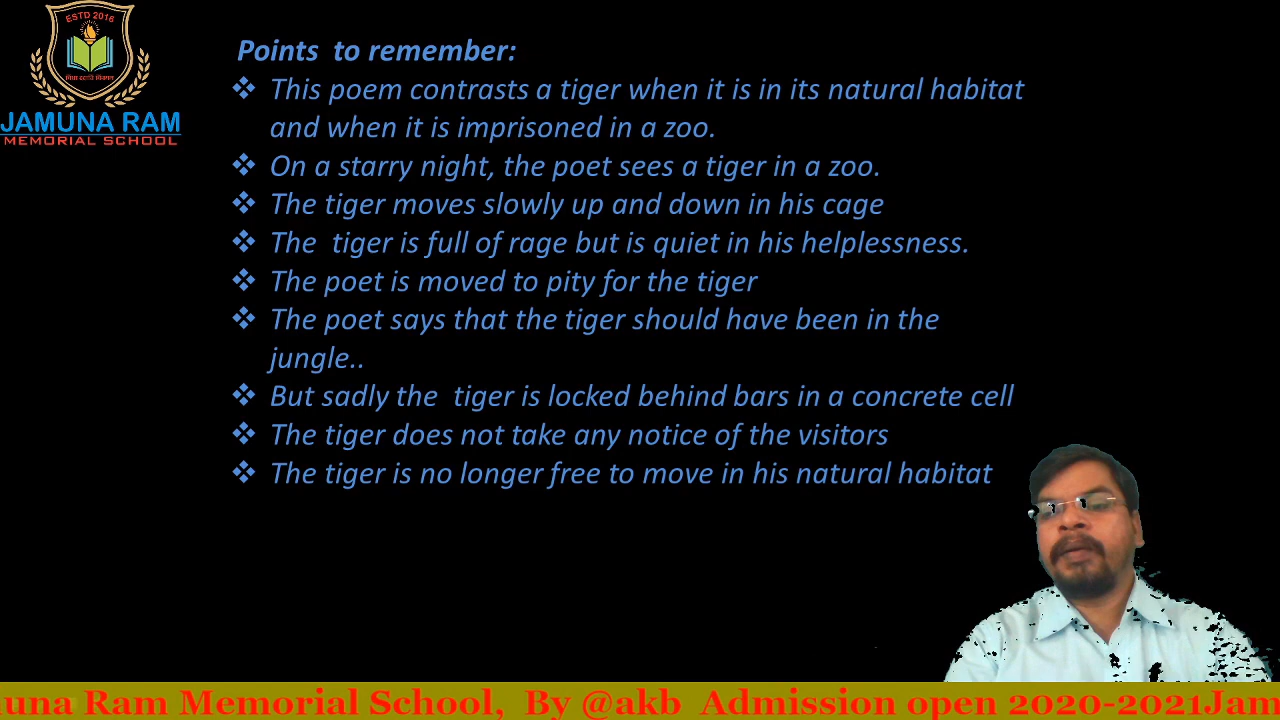 ESTD 2016
JAMUNA RAM
MEMORIAL SCHOOL
Points to remember:
❖ This poem contrasts a tiger when it is in its natural habitat
and when it is imprisoned in a zoo.
❖ On a starry night, the poet sees a tiger in a zoo.
❖ The tiger moves slowly up and down in his cage
❖ The tiger is full of rage but is quiet in his helplessness.
❖ The poet is moved to pity for the tiger
❖ The poet says that the tiger should have been in the
jungle..
❖ But sadly the tiger is locked behind bars in a concrete cell
❖ The tiger does not take any notice of the visitors
❖ The tiger is no longer free to move in his natural habitat
una Ram Memorial School, By @akb Admission open 2020-2021Jam